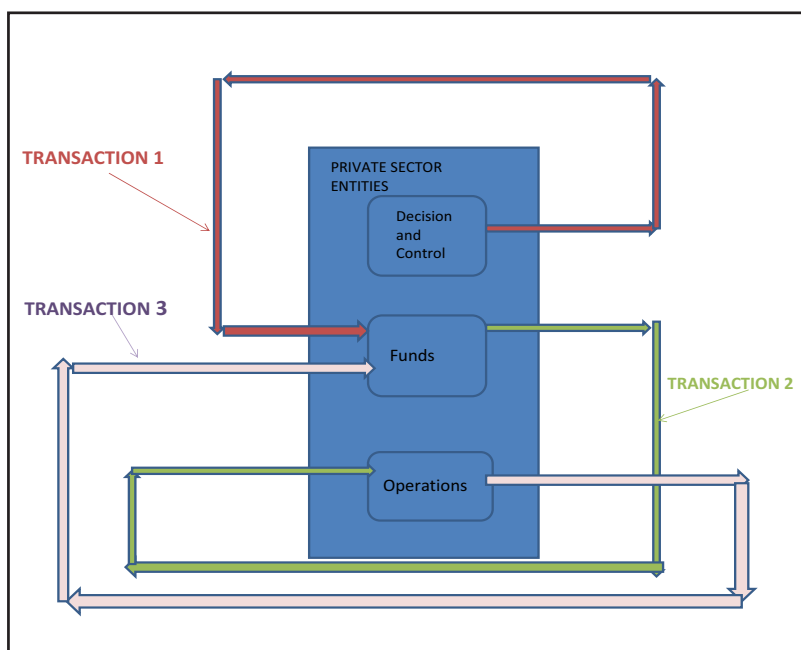 TRANSACTION 1
PRIVATE SECTOR
ENTITIES
Decision
and
Control
TRANSACTION 3
Funds
TRANSACTION 2
Operations